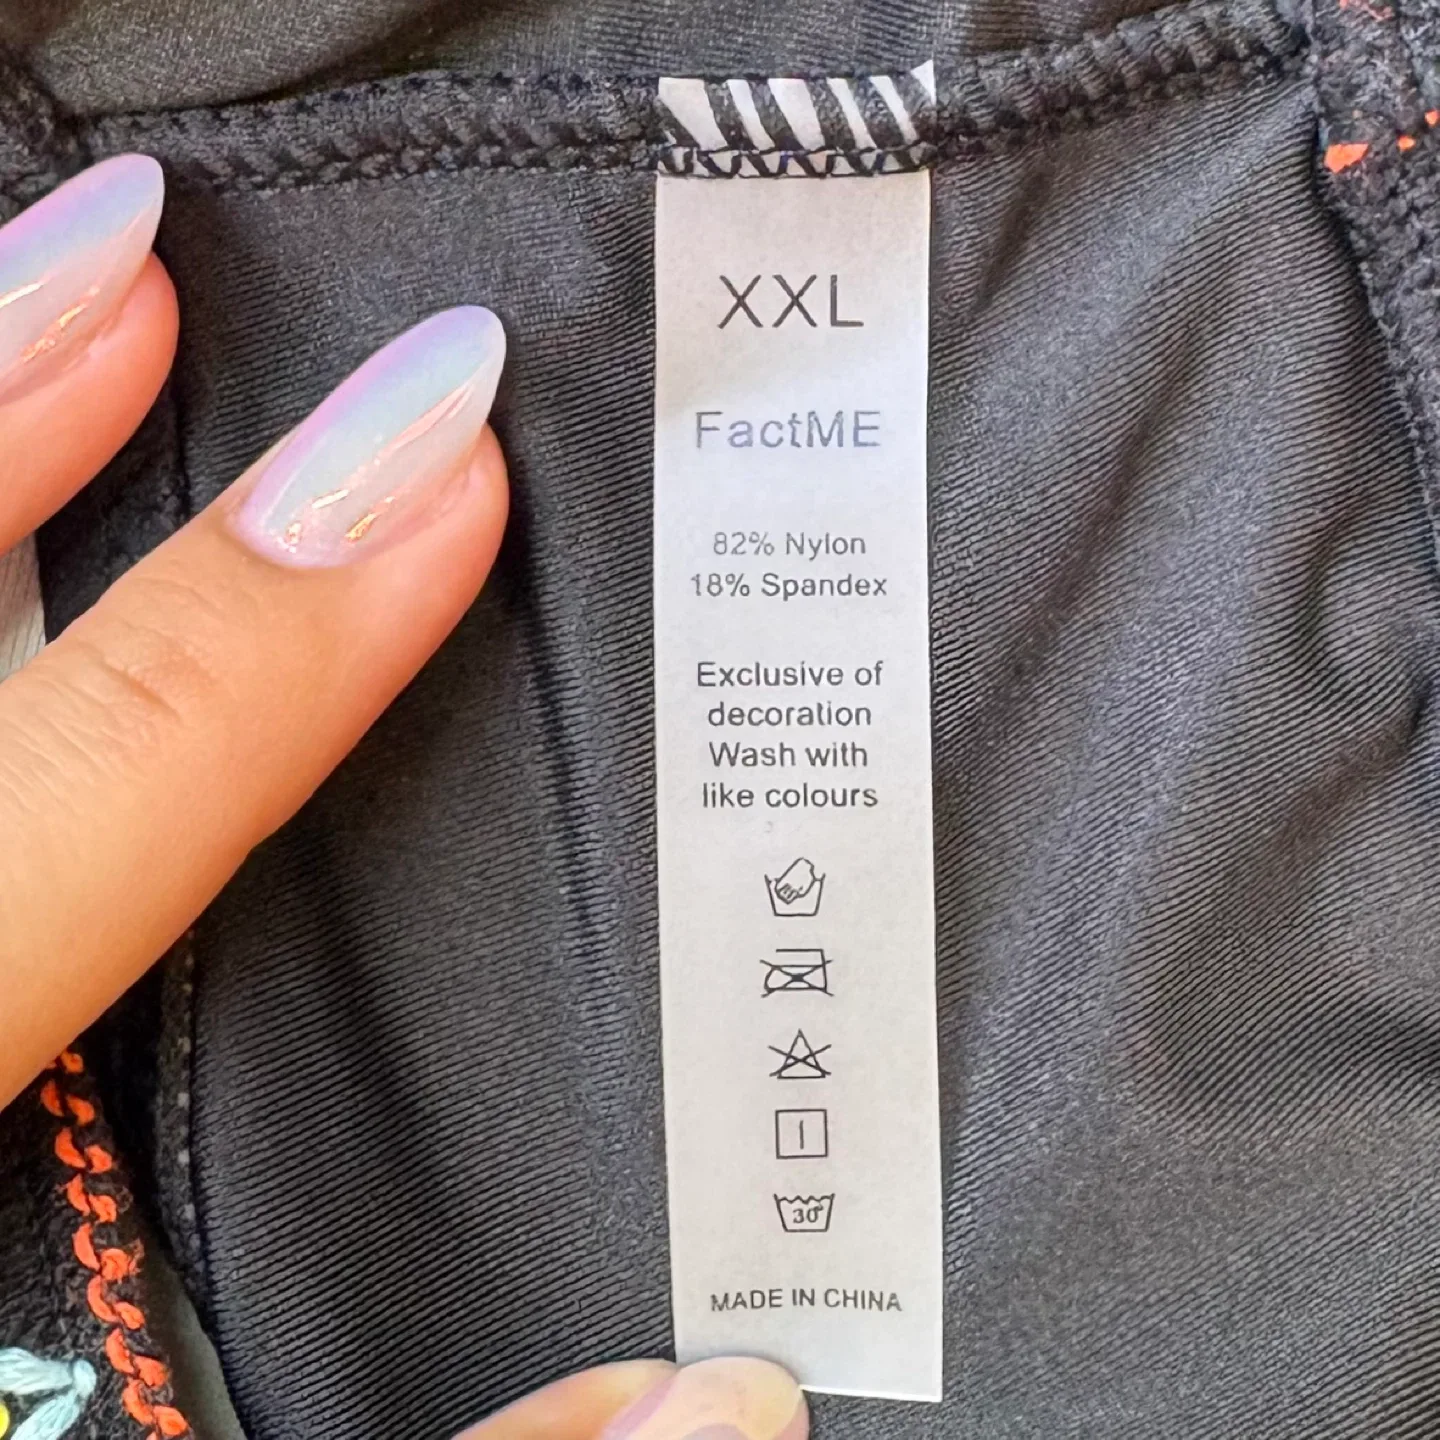 XXL
FactME
82% Nylon
18% Spandex
Exclusive of
decoration
Wash with
like colours
30°
MADE IN CHINA